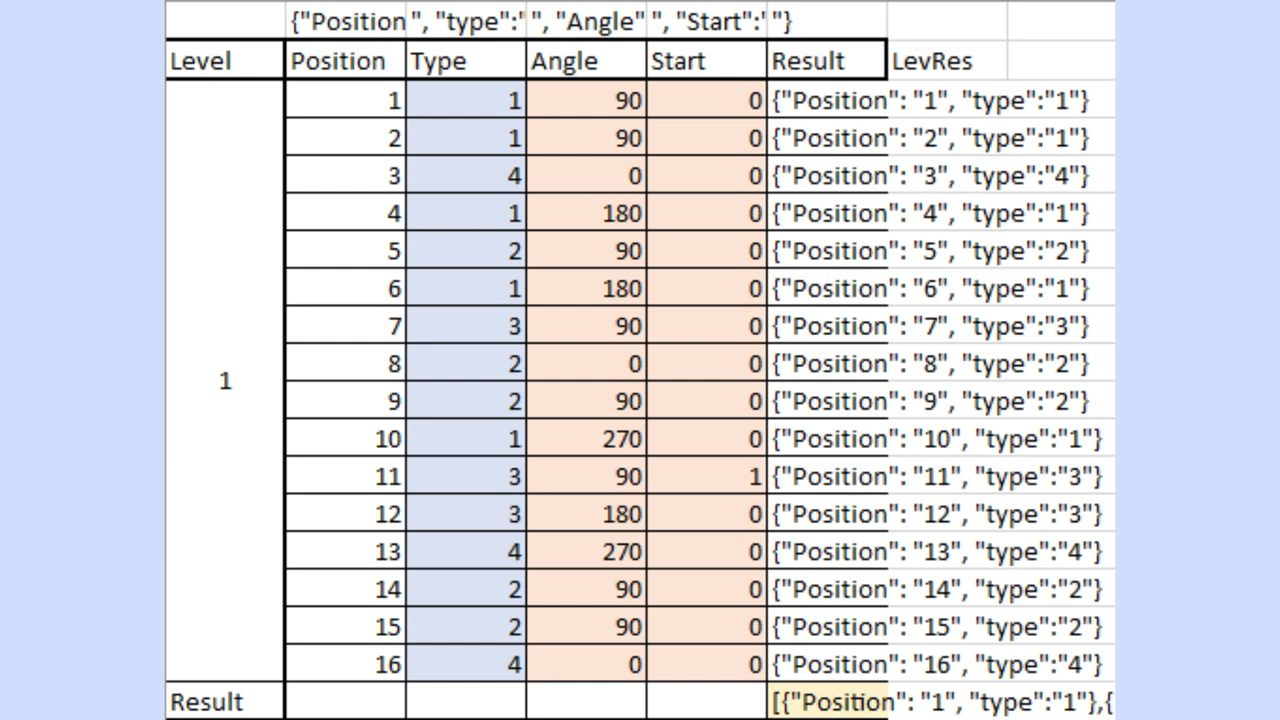 {"Position ", "type":" ", "Angle" ", "Start":" "}
Level Position Type Angle Start Result LevRes
1 1 90 0 {"Position": "1", "type":"1"}
2 1 90 0 {"Position": "2", "type":"1"}
3 4 0 0 {"Position": "3", "type":"4"}
4 1 180 0 {"Position": "4", "type":"1"}
5 2 90 0 {"Position": "5", "type":"2"}
6 1 180 0 {"Position": "6", "type":"1"}
7 3 90 0 {"Position": "7", "type":"3"}
8 2 0 0 {"Position": "8", "type":"2"}
1
9 2 90 0 {"Position": "9", "type":"2"}
10 1 270 0 {"Position": "10", "type":"1"}
11 3 90 1 {"Position": "11", "type":"3"}
12 3 180 0 {"Position": "12", "type":"3"}
13 4 270 0 {"Position": "13", "type":"4"}
14 2 90 0 {"Position": "14", "type":"2"}
15 2 90 0 {"Position": "15", "type":"2"}
16 4 0 0 {"Position": "16", "type":"4"}
Result [{"Position": "1", "type":"1"},{